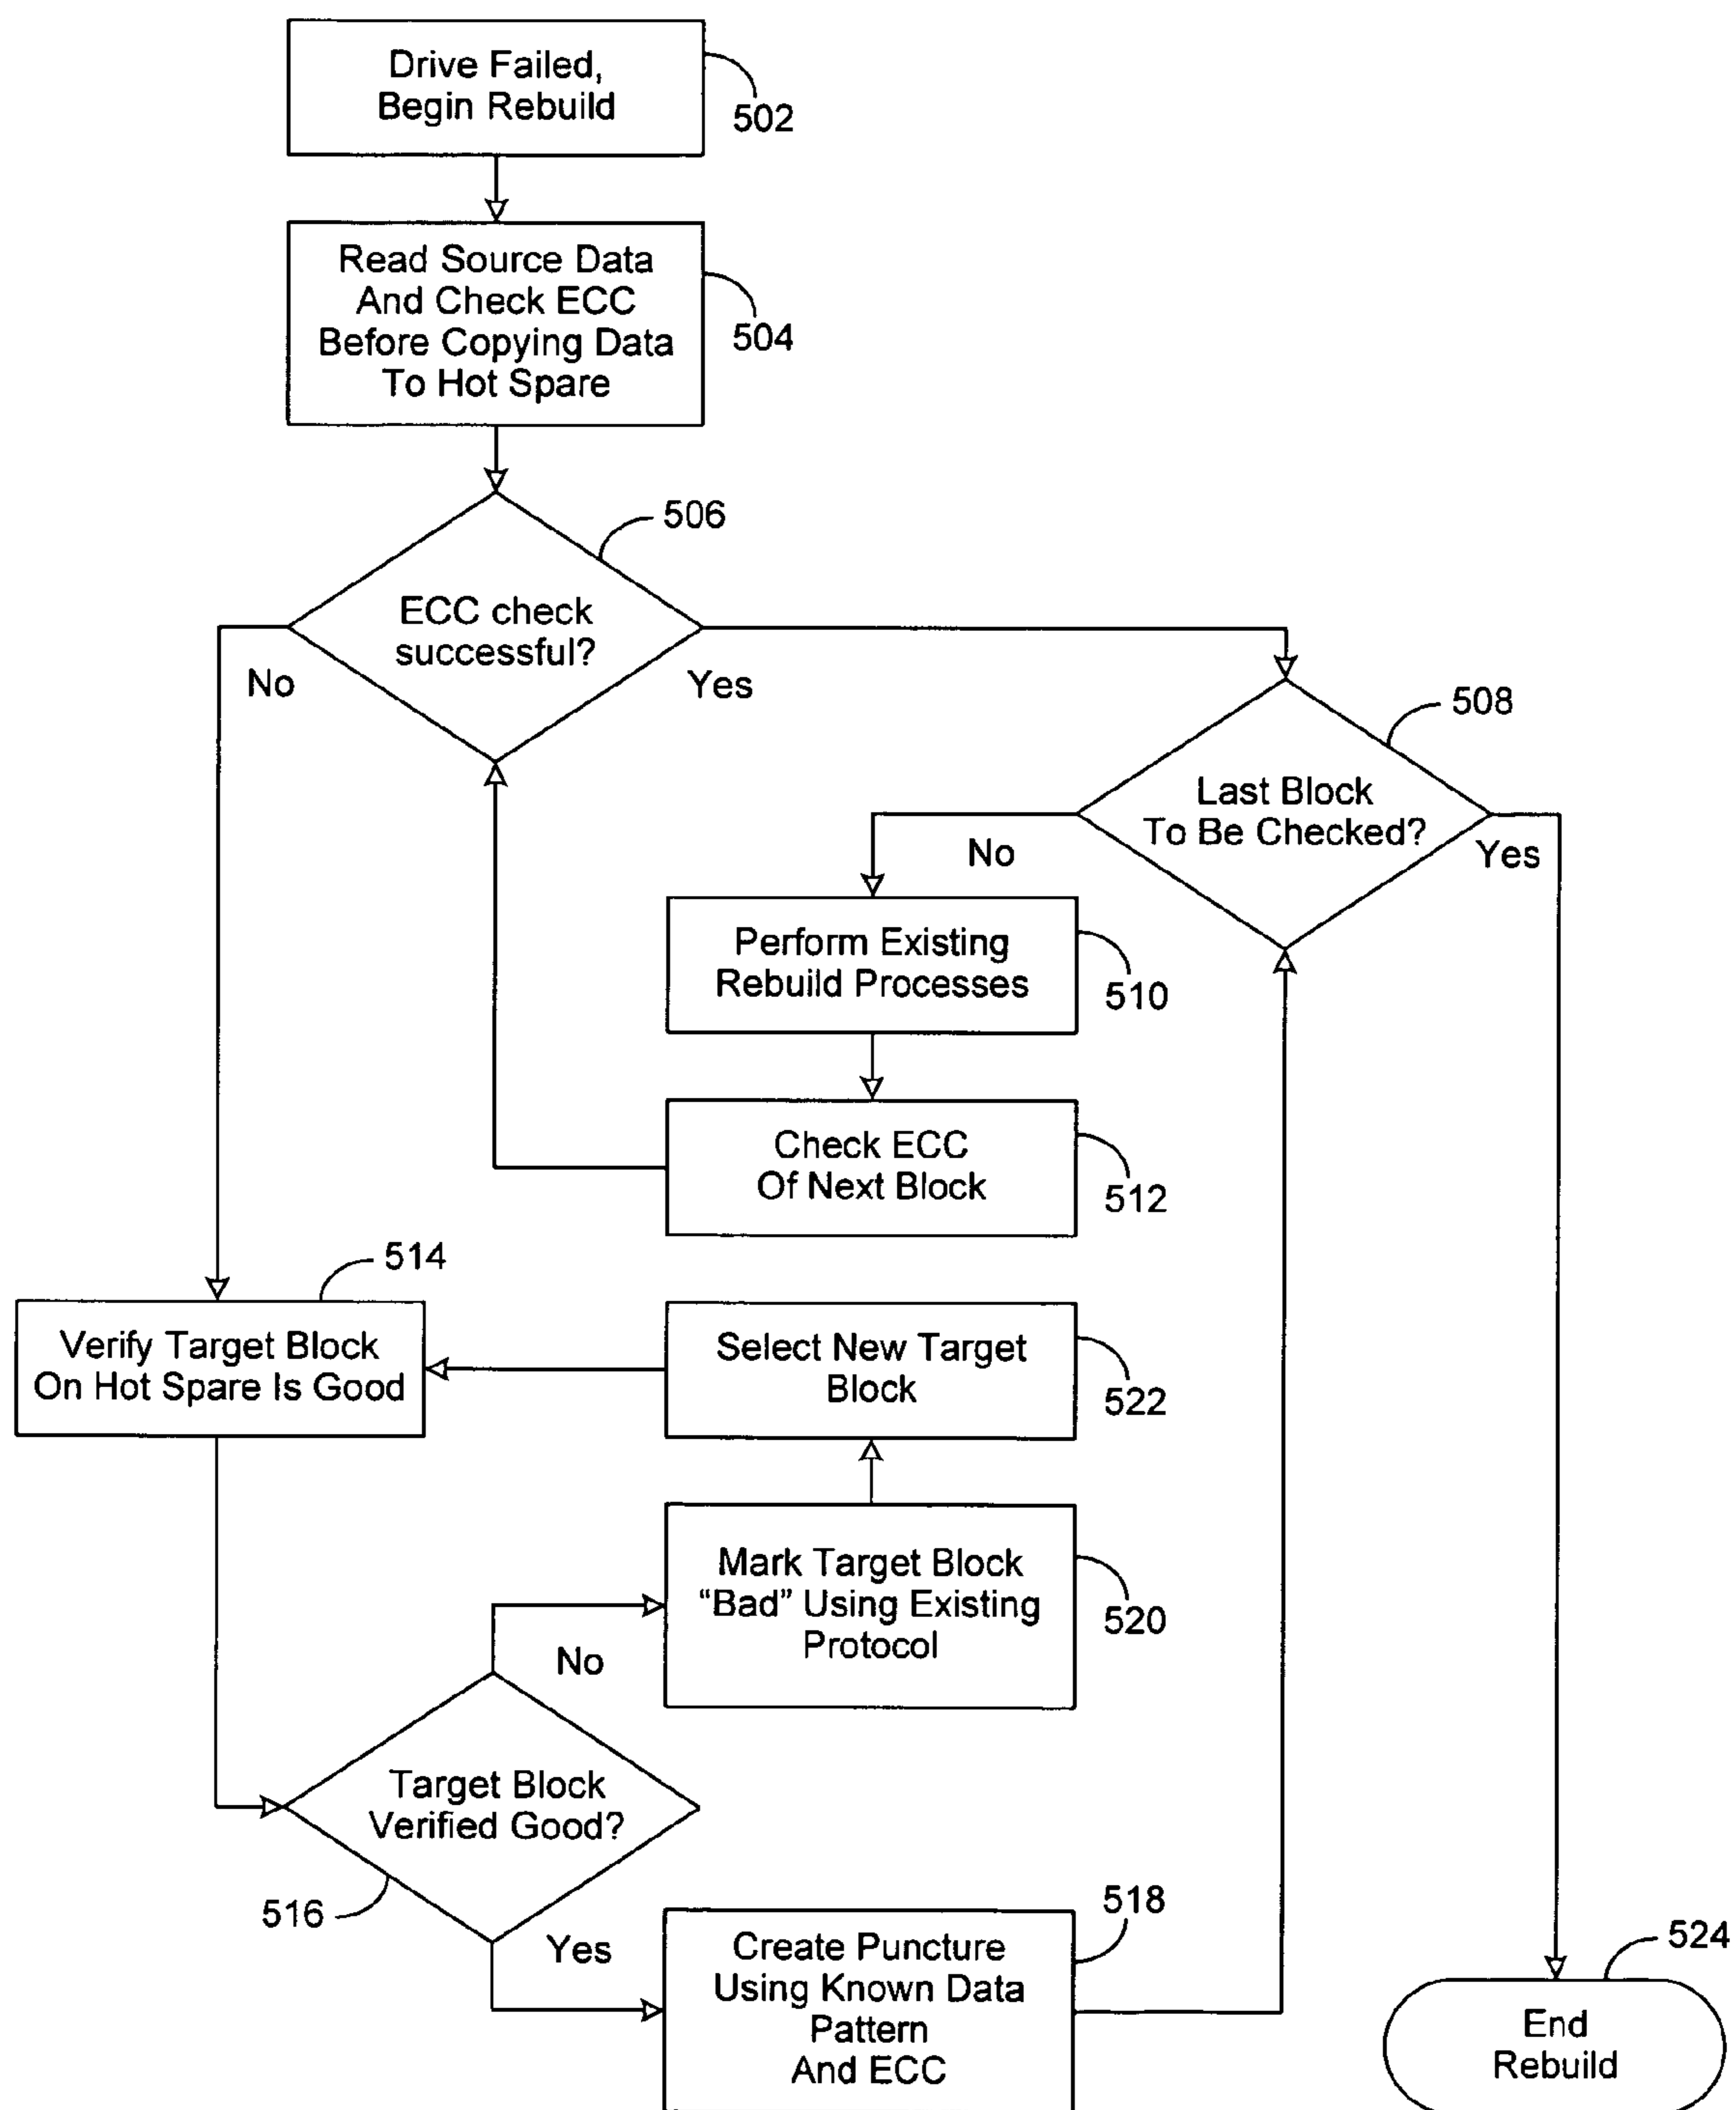 Drive Failed,
Begin Rebuild
502
Read Source Data
And Check ECC
Before Copying Data
To Hot Spare
504
506
ECC check
successful?
No
Yes
508
Last Block
To Be Checked?
No
Yes
Perform Existing
Rebuild Processes
510
Check ECC
Of Next Block
512
514
Verify Target Block
On Hot Spare Is Good
Select New Target
Block
522
Mark Target Block
“Bad” Using Existing
Protocol
520
No
Target Block
Verified Good?
516
Yes
518
Create Puncture
Using Known Data
Pattern
And ECC
524
End
Rebuild